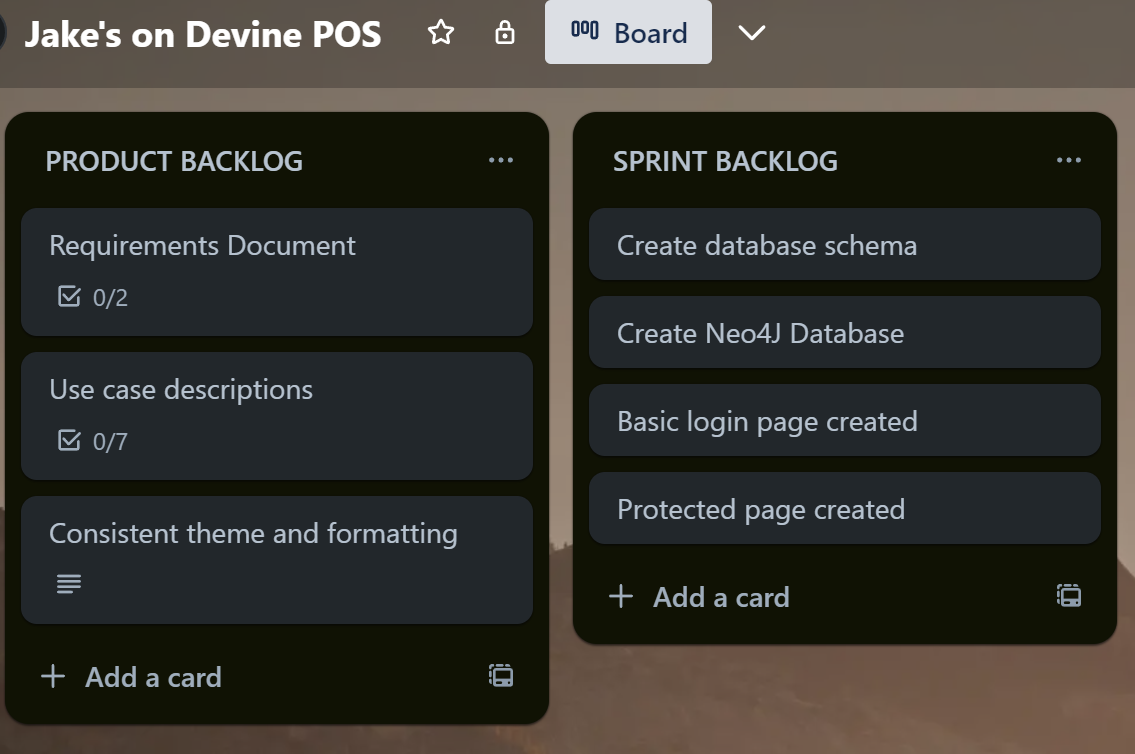 Jake's on Devine POS
Board
PRODUCT BACKLOG
Requirements Document
0/2
Use case descriptions
0/7
Consistent theme and formatting
Add a card
SPRINT BACKLOG
Create database schema
Create Neo4J Database
Basic login page created
Protected page created
Add a card